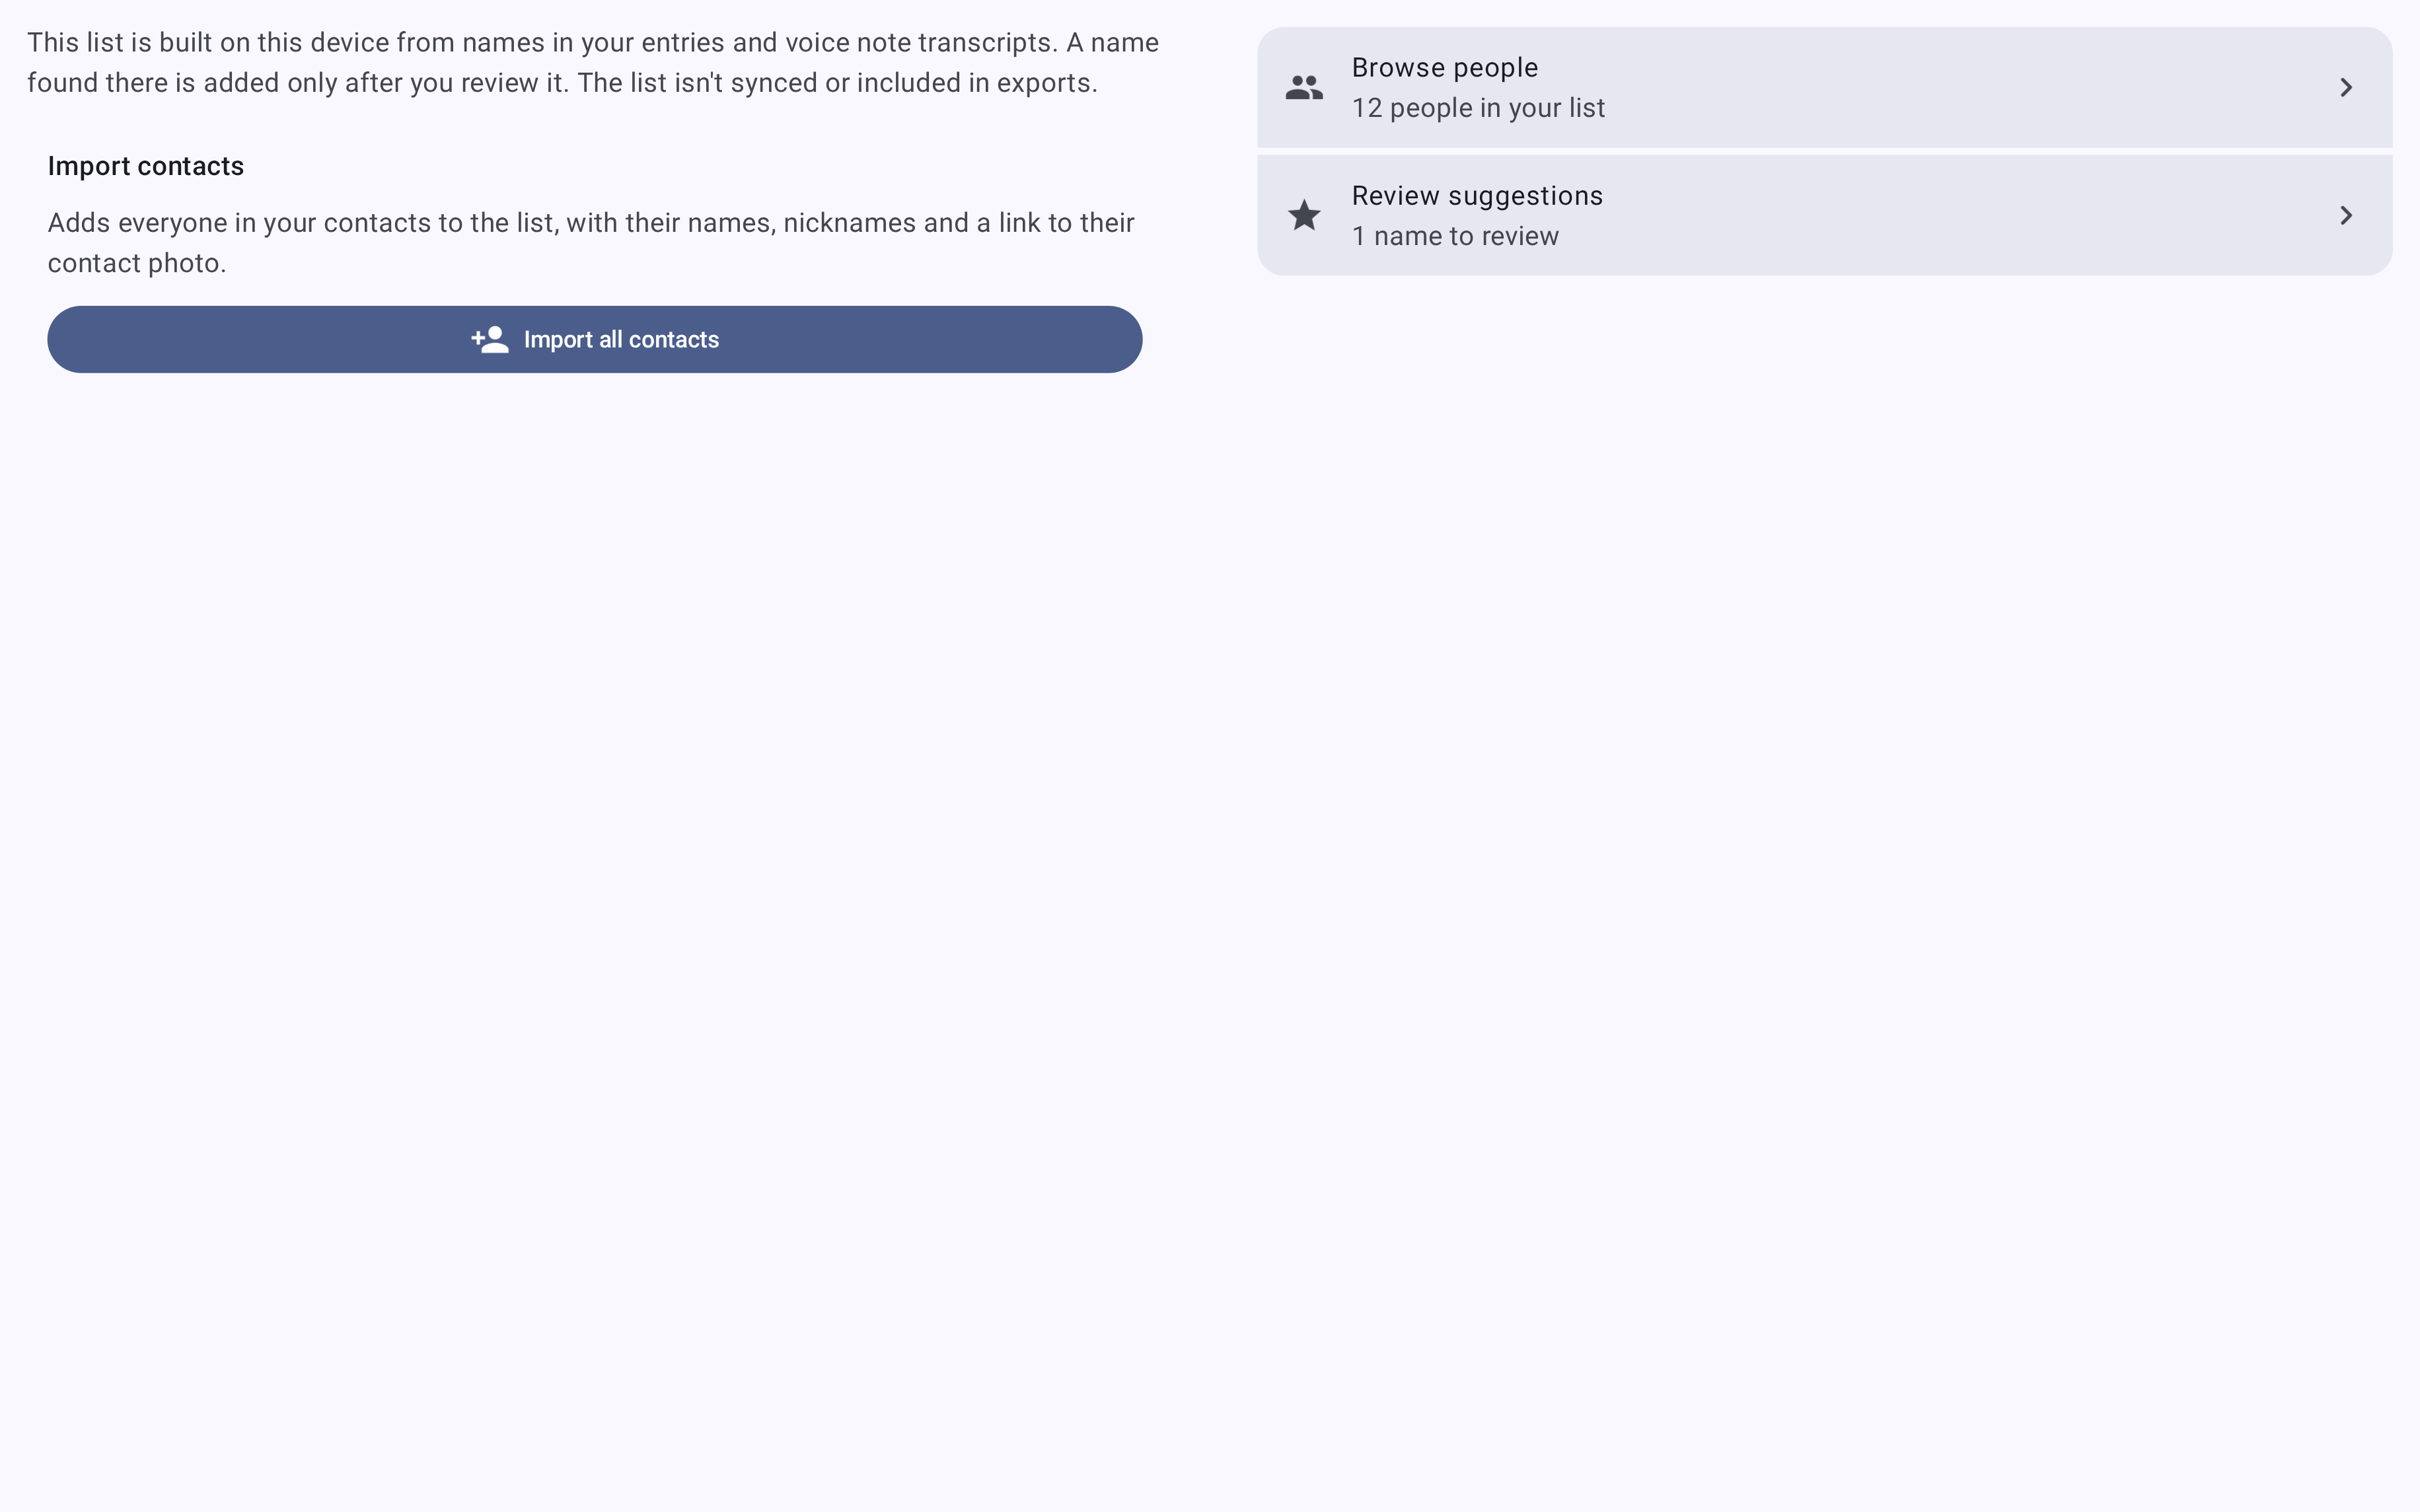 This list is built on this device from names in your entries and voice note transcripts. A name
found there is added only after you review it. The list isn't synced or included in exports.
Import contacts
Adds everyone in your contacts to the list, with their names, nicknames and a link to their
contact photo.
Import all contacts
Browse people
12 people in your list
Review suggestions
1 name to review